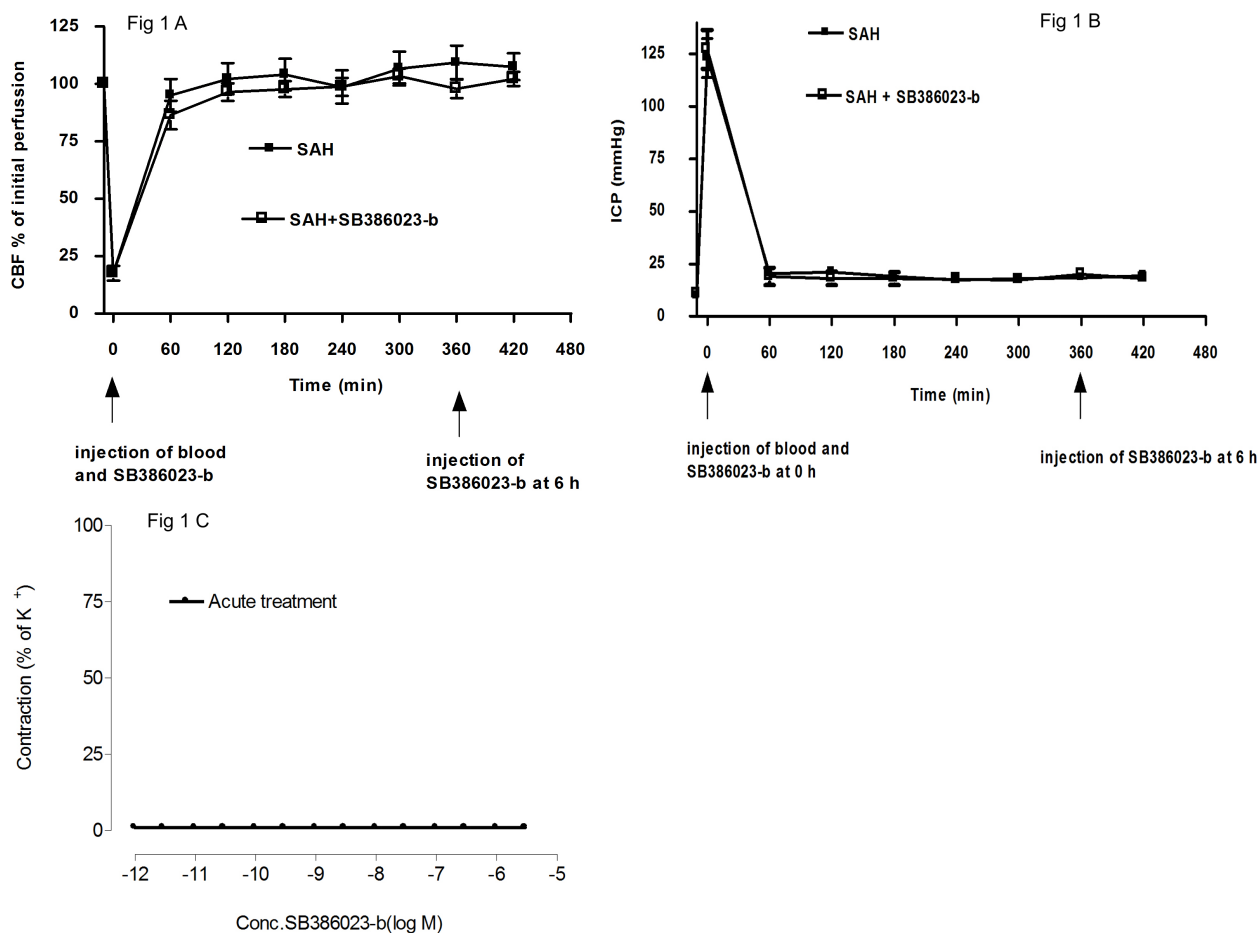 Fig 1 A
125
100
75
50
25
0
CBF % of initial perfussion
SAH
SAH+SB386023-b
0 60 120 180 240 300 360 420 480
Time (min)
injection of blood
and SB386023-b
injection of
SB386023-b at 6 h
Fig 1 B
SAH
SAH + SB386023-b
125
100
75
50
25
0
ICP (mmHg)
0 60 120 180 240 300 360 420 480
Time (min)
injection of blood and
SB386023-b at 0 h
injection of SB386023-b at 6 h
Fig 1 C
100
75
50
25
0
Contraction (% of K +)
Acute treatment
-12 -11 -10 -9 -8 -7 -6 -5
Conc.SB386023-b(log M)